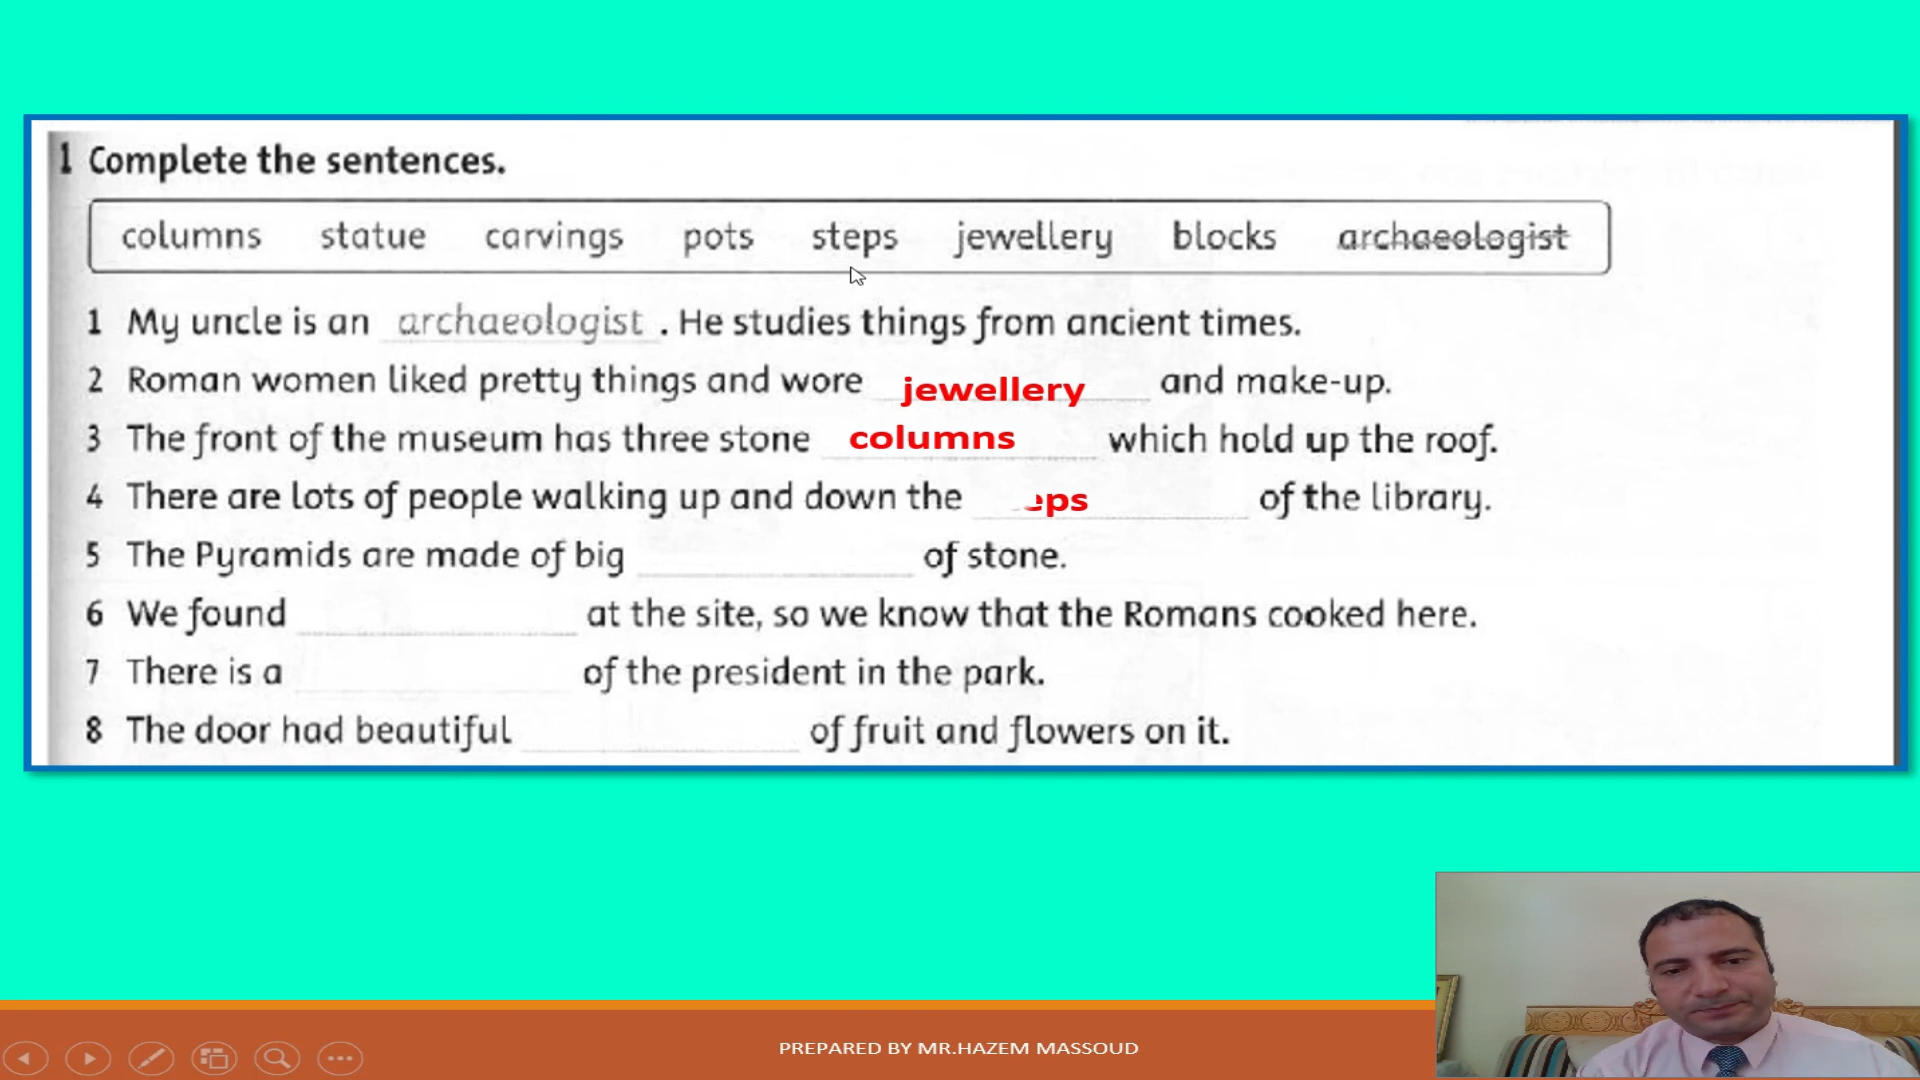 1 Complete the sentences.
columns statue carvings pots steps jewellery blocks archaeologist
1 My uncle is an archaeologist . He studies things from ancient times.
2 Roman women liked pretty things and wore jewellery and make-up.
3 The front of the museum has three stone columns which hold up the roof.
4 There are lots of people walking up and down the eps of the library.
5 The Pyramids are made of big of stone.
6 We found at the site, so we know that the Romans cooked here.
7 There is a of the president in the park.
8 The door had beautiful of fruit and flowers on it.
PREPARED BY MR.HAZEM MASSOUD